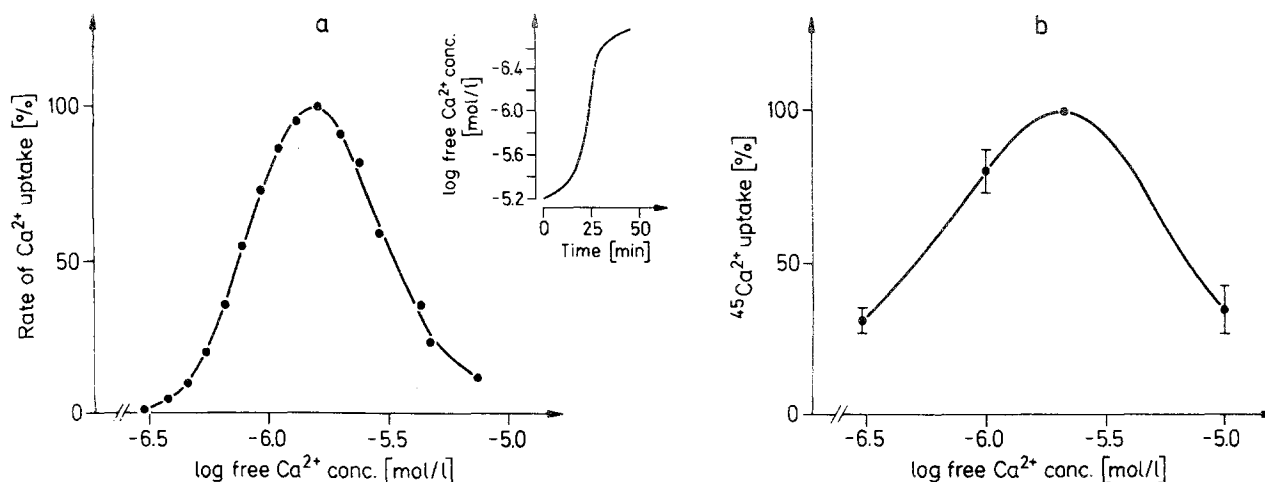 a
Rate of Ca²⁺ uptake [%]
100
50
0
-6.5 -6.0 -5.5 -5.0
log free Ca²⁺ conc. [mol/l]
log free Ca²⁺ conc.
[mol/l]
-6.4
-6.0
-5.6
-5.2
0 25 50
Time [min]
b
⁴⁵Ca²⁺ uptake [%]
100
50
0
-6.5 -6.0 -5.5 -5.0
log free Ca²⁺ conc. [mol/l]